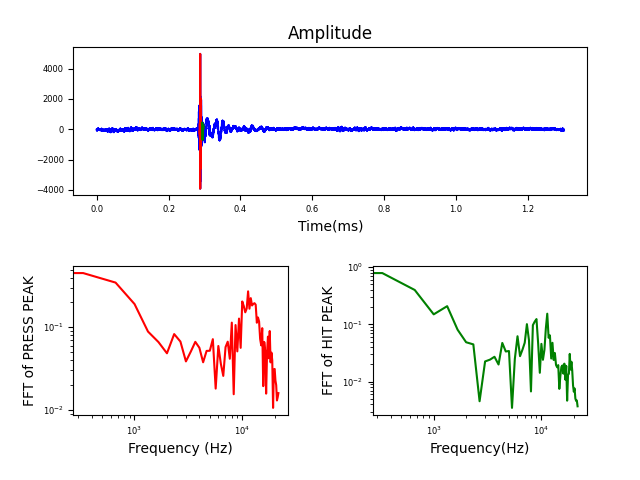 Amplitude
4000
2000
0
−2000
−4000
0.0 0.2 0.4 0.6 0.8 1.0 1.2
Time(ms)
FFT of PRESS PEAK
10⁻¹
10⁻²
10³ 10⁴
Frequency (Hz)
FFT of HIT PEAK
10⁰
10⁻¹
10⁻²
10³ 10⁴
Frequency(Hz)